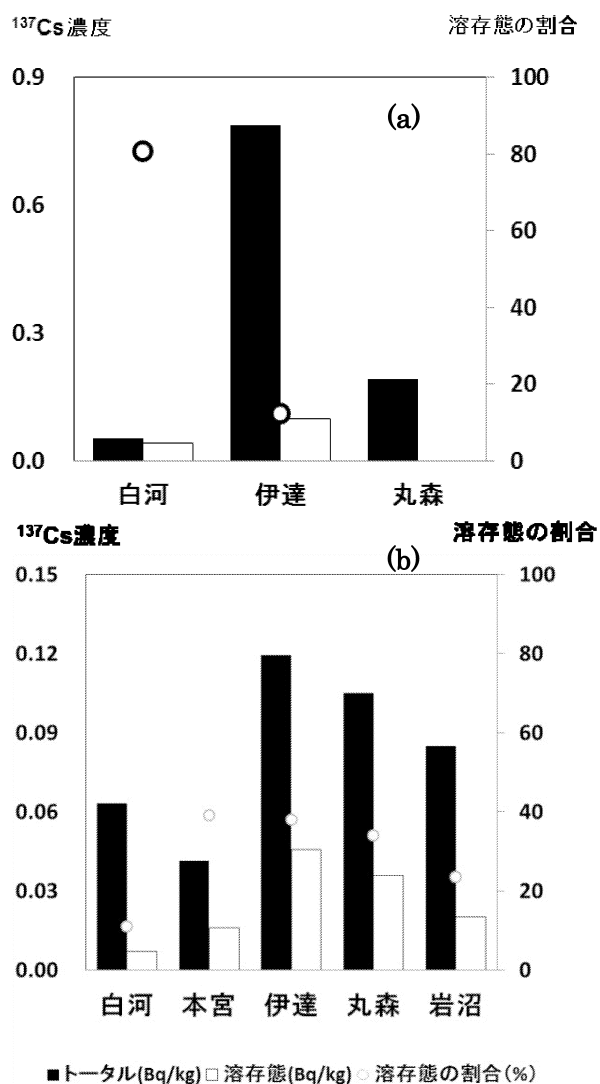 137Cs濃度 溶存態の割合
(a)
0.9 100
80
0.6
60
0.3 40
20
0.0 0
白河 伊達 丸森
137Cs濃度 溶存態の割合
(b)
0.15 100
0.12 80
0.09 60
0.06 40
0.03 20
0.00 0
白河 本宮 伊達 丸森 岩沼
■トータル(Bq/kg) □溶存態(Bq/kg) ○溶存態の割合(%)